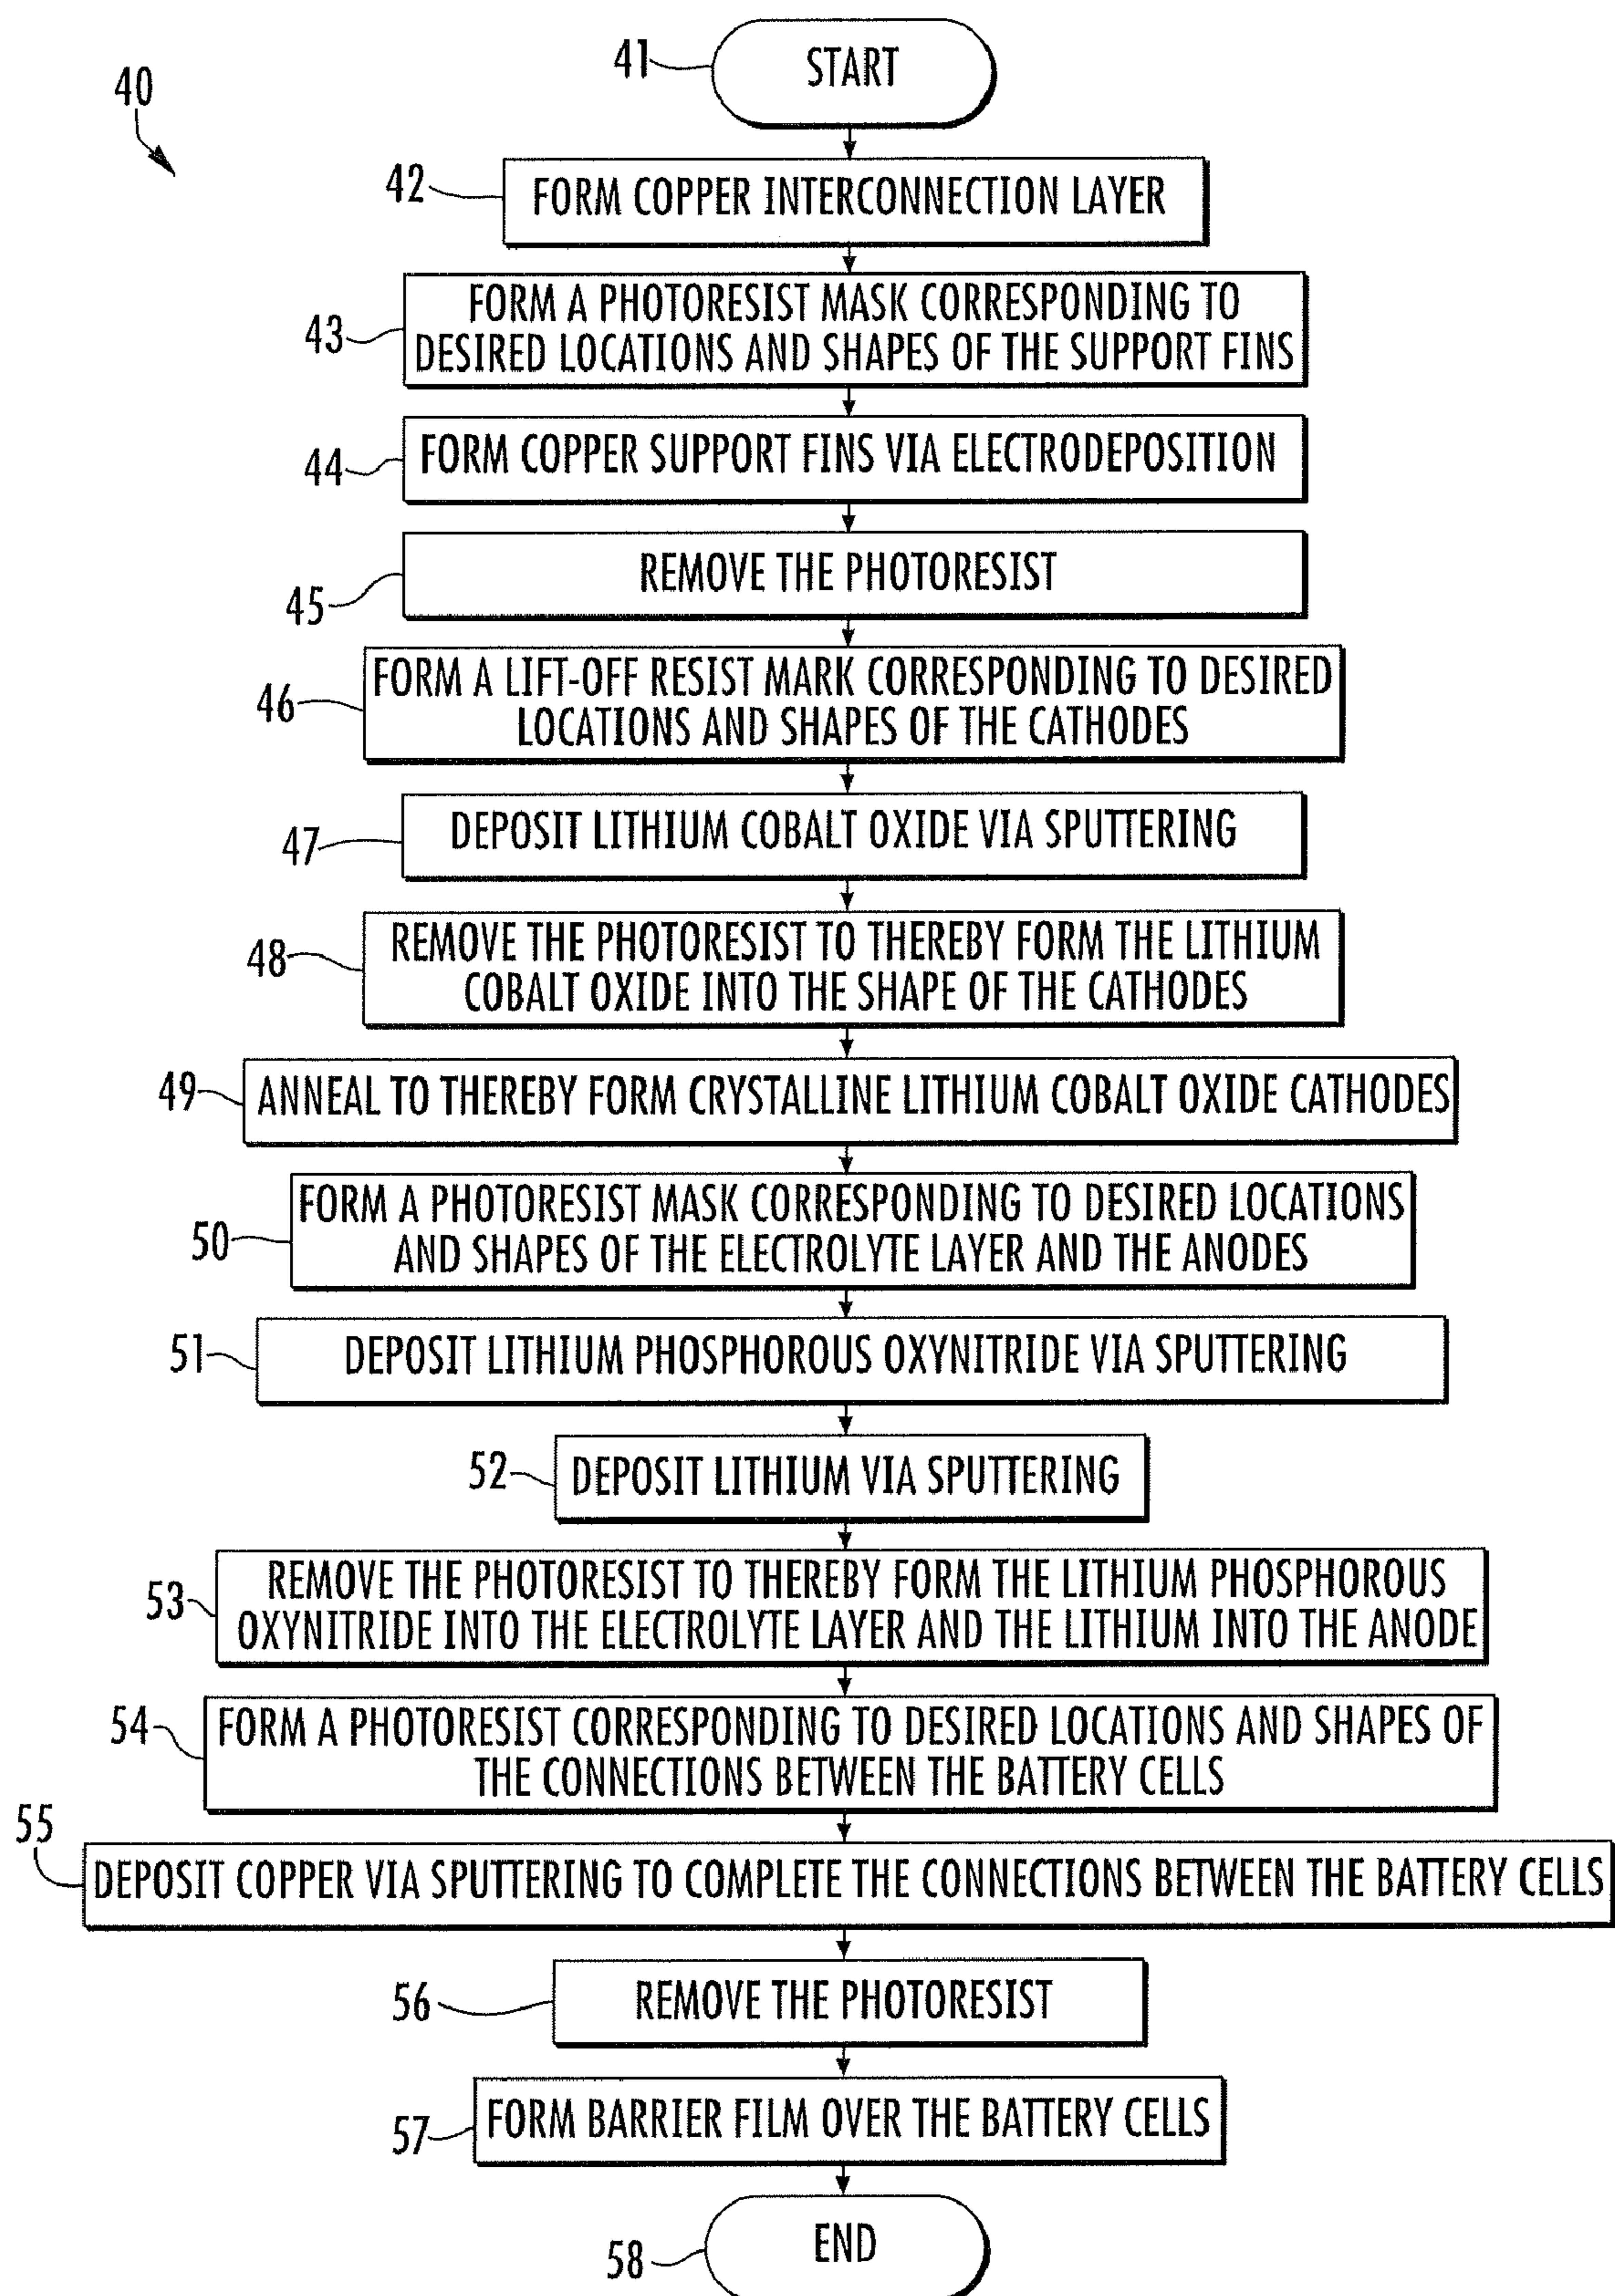 41
START
40
42
FORM COPPER INTERCONNECTION LAYER
43
FORM A PHOTORESIST MASK CORRESPONDING TO
DESIRED LOCATIONS AND SHAPES OF THE SUPPORT FINS
44
FORM COPPER SUPPORT FINS VIA ELECTRODEPOSITION
45
REMOVE THE PHOTORESIST
46
FORM A LIFT-OFF RESIST MARK CORRESPONDING TO DESIRED
LOCATIONS AND SHAPES OF THE CATHODES
47
DEPOSIT LITHIUM COBALT OXIDE VIA SPUTTERING
48
REMOVE THE PHOTORESIST TO THEREBY FORM THE LITHIUM
COBALT OXIDE INTO THE SHAPE OF THE CATHODES
49
ANNEAL TO THEREBY FORM CRYSTALLINE LITHIUM COBALT OXIDE CATHODES
50
FORM A PHOTORESIST MASK CORRESPONDING TO DESIRED LOCATIONS
AND SHAPES OF THE ELECTROLYTE LAYER AND THE ANODES
51
DEPOSIT LITHIUM PHOSPHOROUS OXYNITRIDE VIA SPUTTERING
52
DEPOSIT LITHIUM VIA SPUTTERING
53
REMOVE THE PHOTORESIST TO THEREBY FORM THE LITHIUM PHOSPHOROUS
OXYNITRIDE INTO THE ELECTROLYTE LAYER AND THE LITHIUM INTO THE ANODE
54
FORM A PHOTORESIST CORRESPONDING TO DESIRED LOCATIONS AND SHAPES OF
THE CONNECTIONS BETWEEN THE BATTERY CELLS
55
DEPOSIT COPPER VIA SPUTTERING TO COMPLETE THE CONNECTIONS BETWEEN THE BATTERY CELLS
56
REMOVE THE PHOTORESIST
57
FORM BARRIER FILM OVER THE BATTERY CELLS
58
END